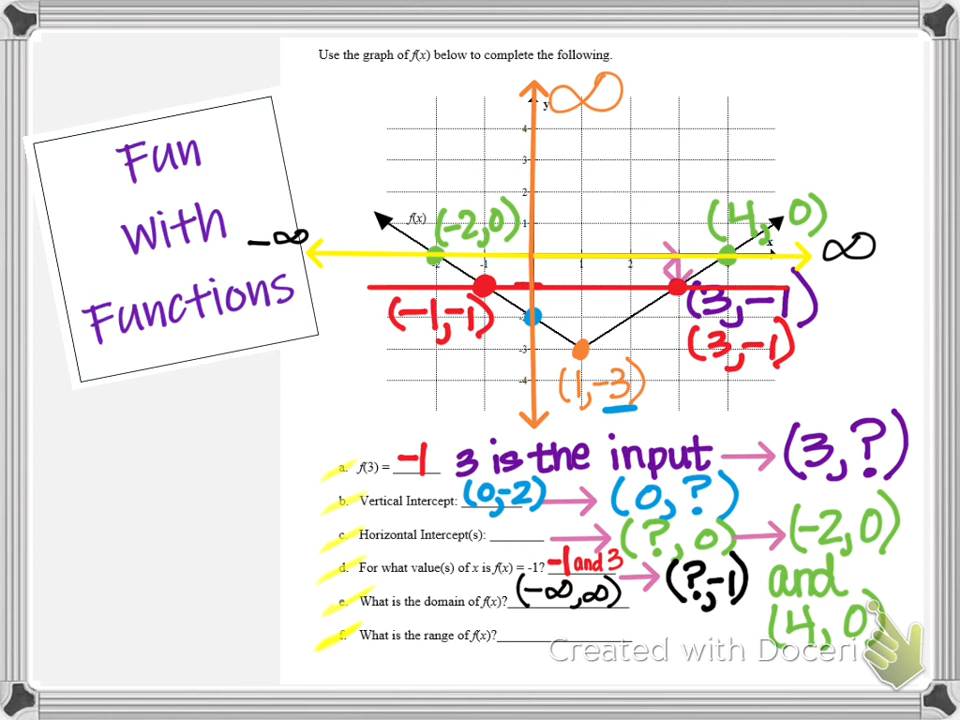 Use the graph of f(x) below to complete the following.
Fun
with
Functions
∞
y
4
3
2
1
f(x)
(-2,0)
(4, 0)
-∞
∞
x
-2
-1
1
2
(-1,-1)
(3,-1)
(3,-1)
-3
-4
(1,-3)
a. f(3) = -1 3 is the input → (3,?)
b. Vertical Intercept: (0,-2) → (0,?)
c. Horizontal Intercept(s): ______ → (?,0) → (-2,0)
and
(4,0)
d. For what value(s) of x is f(x) = -1? -1 and 3 → (?,-1)
e. What is the domain of f(x)? (-∞,∞)
f. What is the range of f(x)?
Created with Doceri